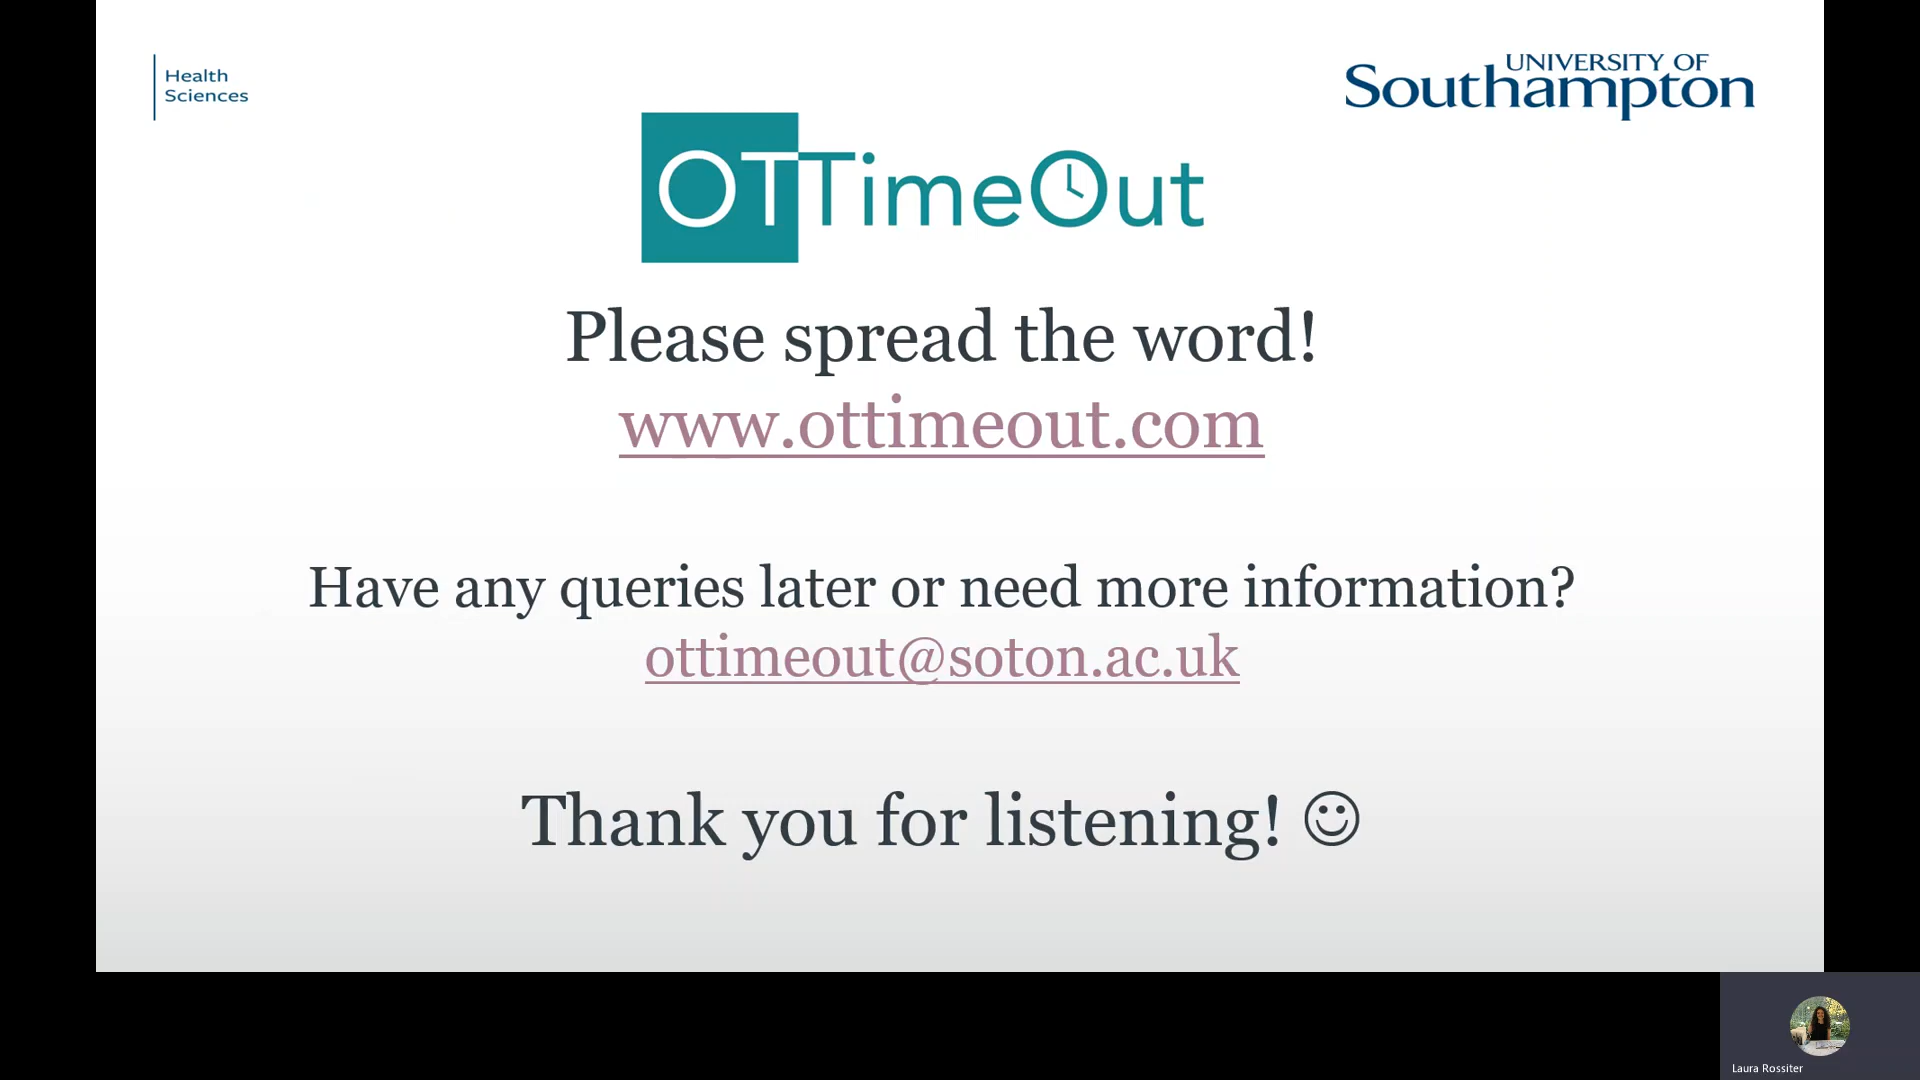 Health
Sciences
UNIVERSITY OF
Southampton
OTTimeOut
Please spread the word!
www.ottimeout.com
Have any queries later or need more information?
ottimeout@soton.ac.uk
Thank you for listening! ☺
Laura Rossiter